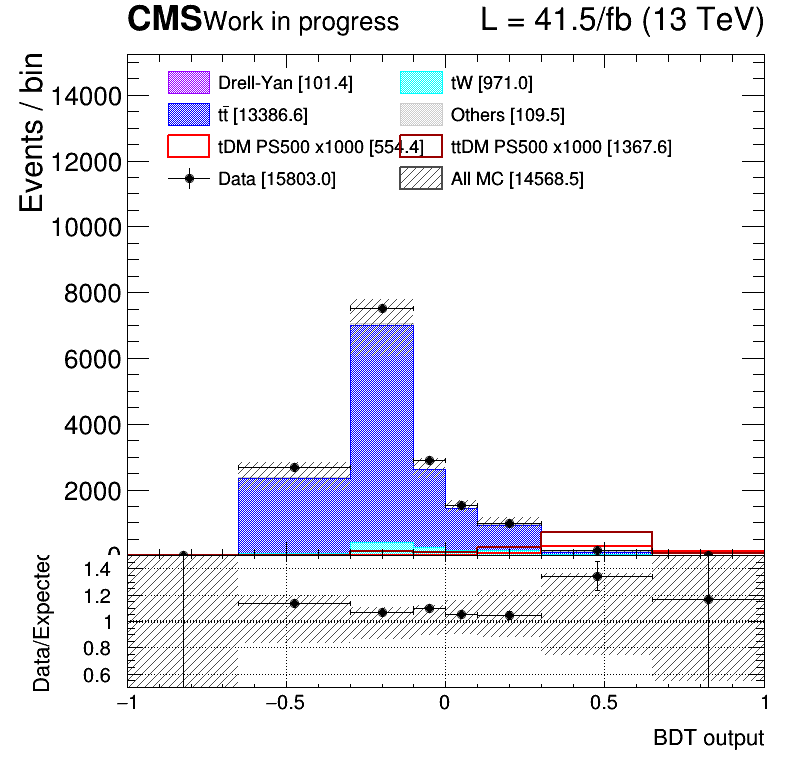 CMS Work in progress L = 41.5/fb (13 TeV)
Events / bin
Drell-Yan [101.4] tW [971.0]
tt̄ [13386.6] Others [109.5]
tDM PS500 x1000 [554.4] ttDM PS500 x1000 [1367.6]
Data [15803.0] All MC [14568.5]
14000
12000
10000
8000
6000
4000
2000
0
Data/Expected
1.4
1.2
1
0.8
0.6
−1 −0.5 0 0.5 1
BDT output